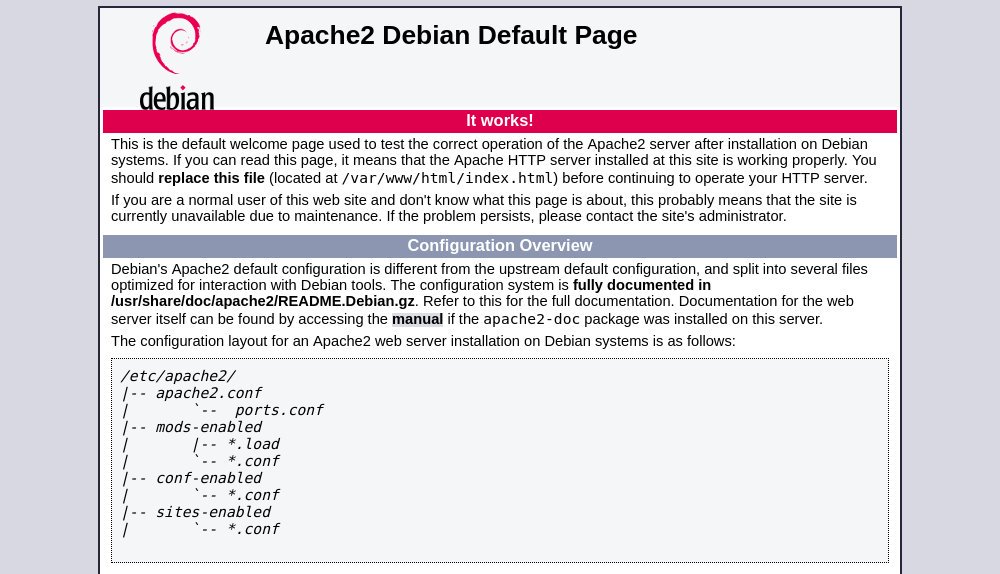 debian
Apache2 Debian Default Page
It works!
This is the default welcome page used to test the correct operation of the Apache2 server after installation on Debian
systems. If you can read this page, it means that the Apache HTTP server installed at this site is working properly. You
should replace this file (located at /var/www/html/index.html) before continuing to operate your HTTP server.
If you are a normal user of this web site and don't know what this page is about, this probably means that the site is
currently unavailable due to maintenance. If the problem persists, please contact the site's administrator.
Configuration Overview
Debian's Apache2 default configuration is different from the upstream default configuration, and split into several files
optimized for interaction with Debian tools. The configuration system is fully documented in
/usr/share/doc/apache2/README.Debian.gz. Refer to this for the full documentation. Documentation for the web
server itself can be found by accessing the manual if the apache2-doc package was installed on this server.
The configuration layout for an Apache2 web server installation on Debian systems is as follows:
/etc/apache2/
|-- apache2.conf
|       `--  ports.conf
|-- mods-enabled
|       |-- *.load
|       `-- *.conf
|-- conf-enabled
|       `-- *.conf
|-- sites-enabled
|       `-- *.conf